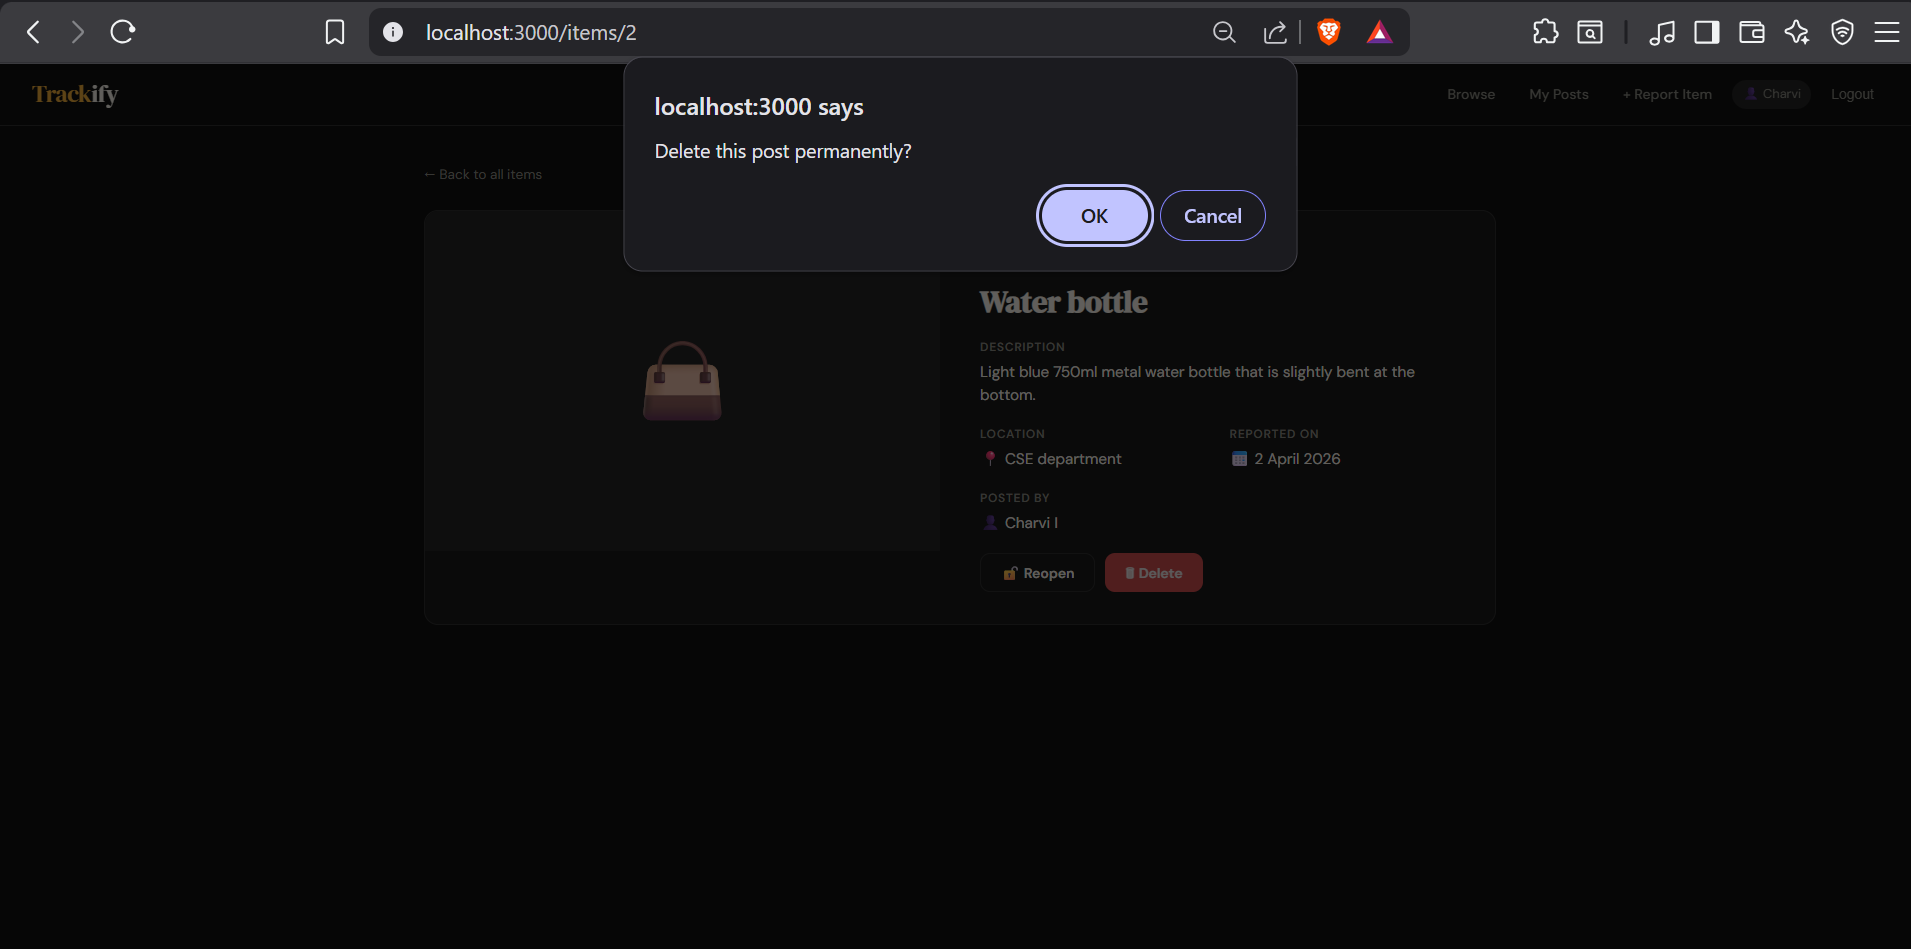 localhost:3000/items/2
Trackify
Browse
My Posts
+ Report Item
Charvi
Logout
localhost:3000 says
Delete this post permanently?
OK
Cancel
← Back to all items
Water bottle
DESCRIPTION
Light blue 750ml metal water bottle that is slightly bent at the
bottom.
LOCATION
REPORTED ON
CSE department
2 April 2026
POSTED BY
Charvi I
Reopen
Delete